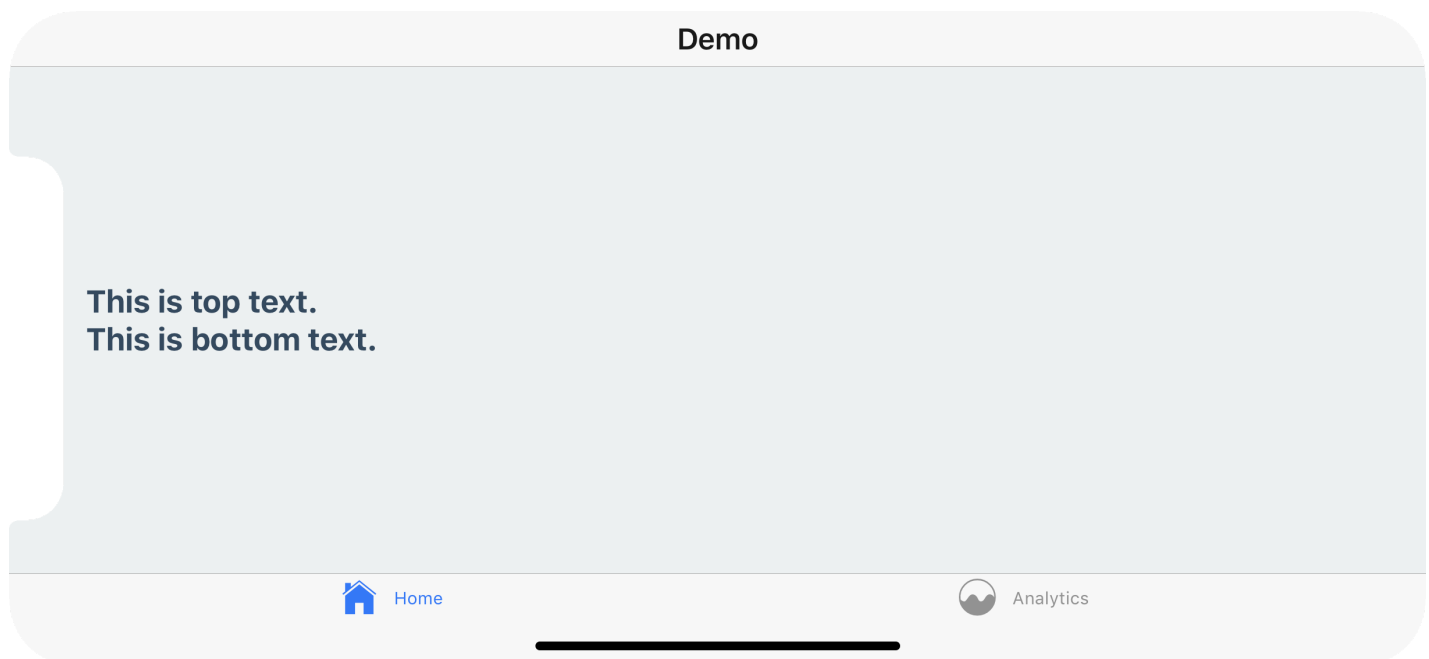 Demo
This is top text.
This is bottom text.
Home
Analytics